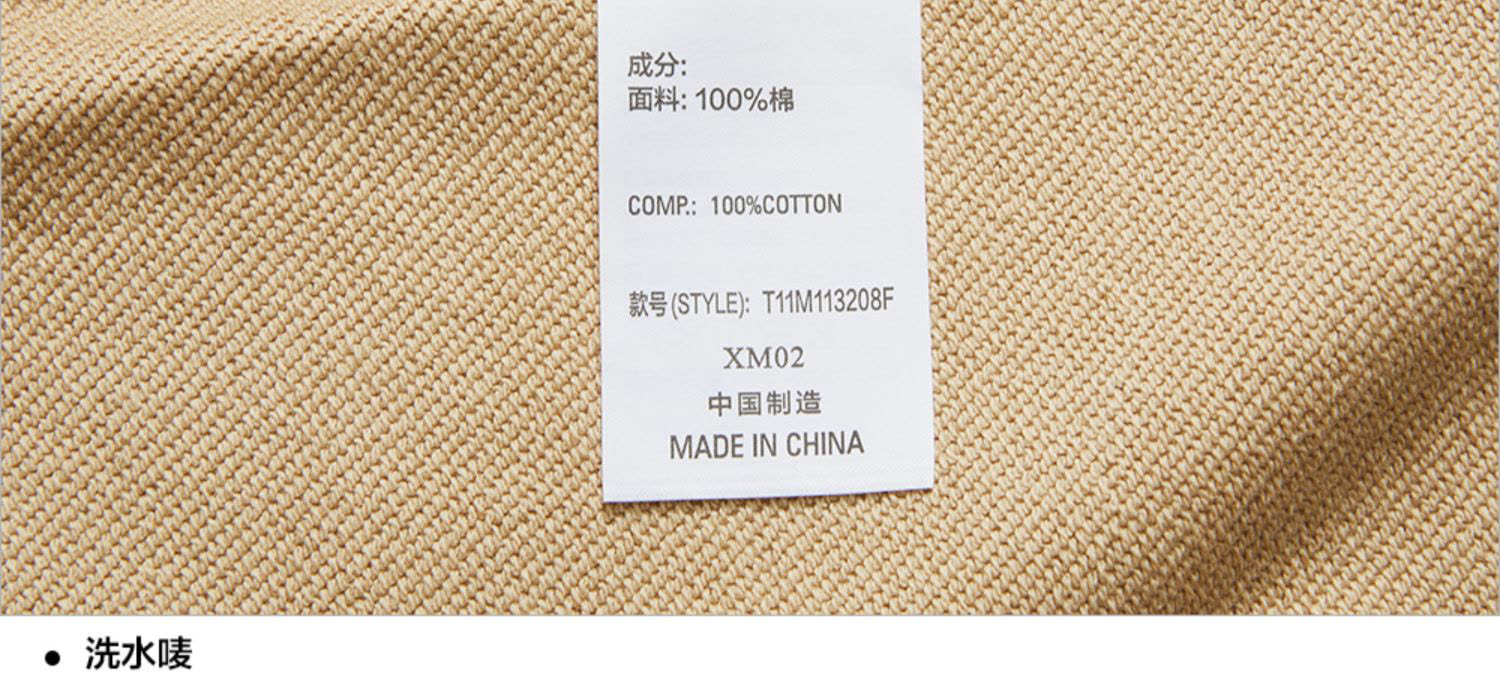 成分:
面料: 100%棉
COMP.: 100%COTTON
款号(STYLE): T11M113208F
XM02
中国制造
MADE IN CHINA
• 洗水唛